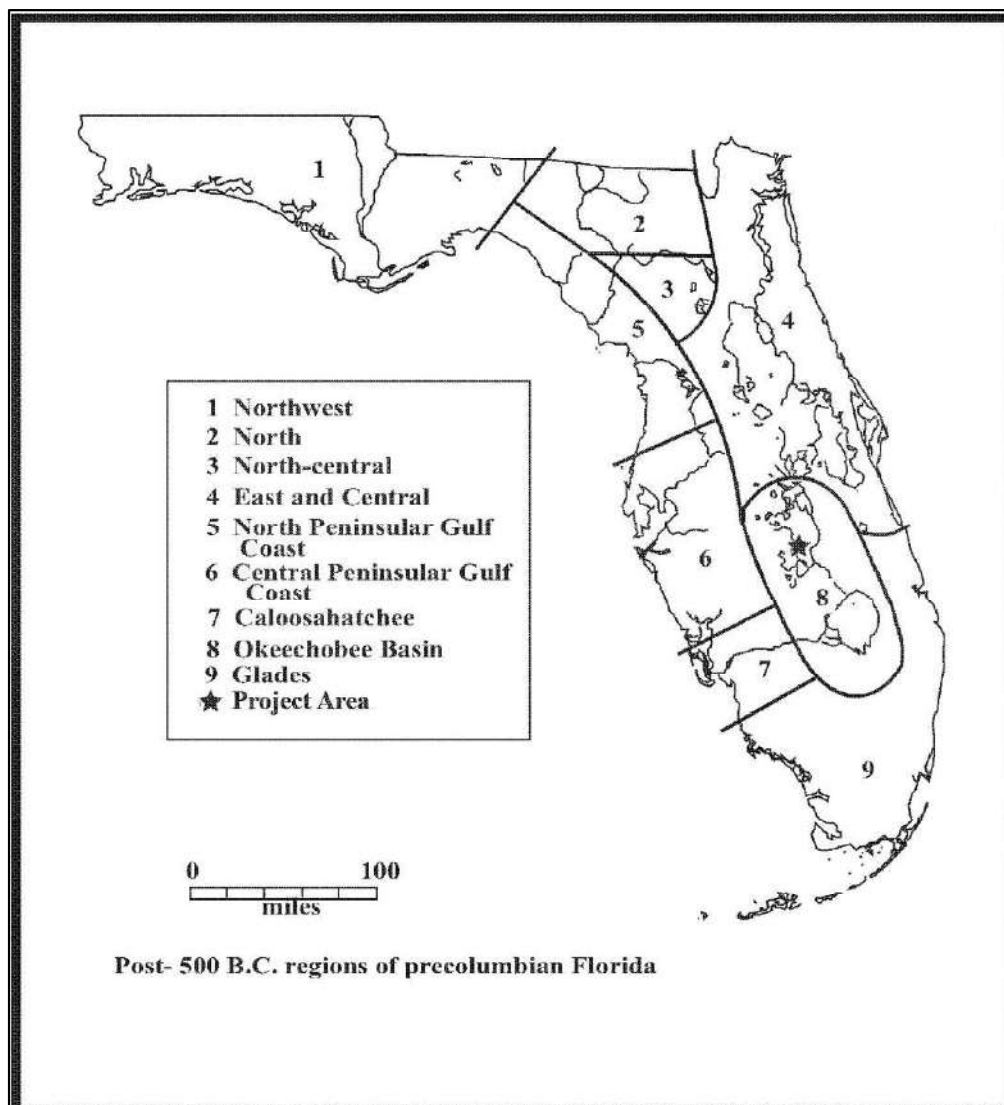 1
2
3
4
5
6
7
8
9
1 Northwest
2 North
3 North-central
4 East and Central
5 North Peninsular Gulf
Coast
6 Central Peninsular Gulf
Coast
7 Caloosahatchee
8 Okeechobee Basin
9 Glades
Project Area
0 100
miles
Post- 500 B.C. regions of precolumbian Florida